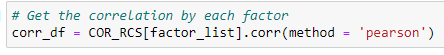 # Get the correlation by each factor
corr_df = COR_RCS[factor_list].corr(method = 'pearson')